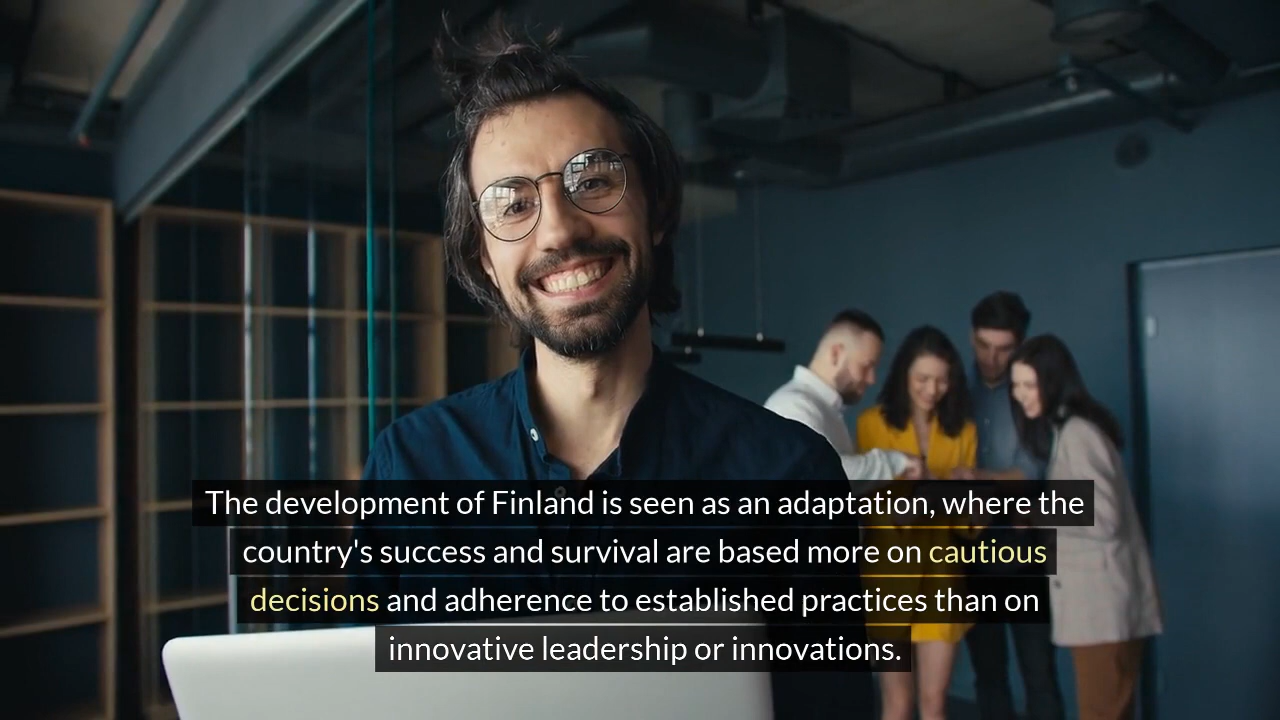 The development of Finland is seen as an adaptation, where the
country's success and survival are based more on cautious
decisions and adherence to established practices than on
innovative leadership or innovations.